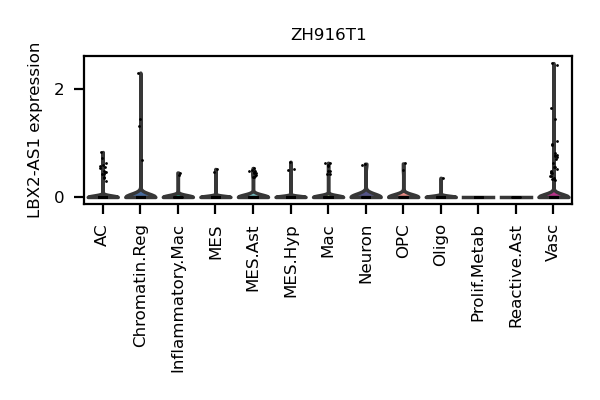 ZH916T1
LBX2-AS1 expression
2
0
AC
Chromatin.Reg
Inflammatory.Mac
MES
MES.Ast
MES.Hyp
Mac
Neuron
OPC
Oligo
Prolif.Metab
Reactive.Ast
Vasc